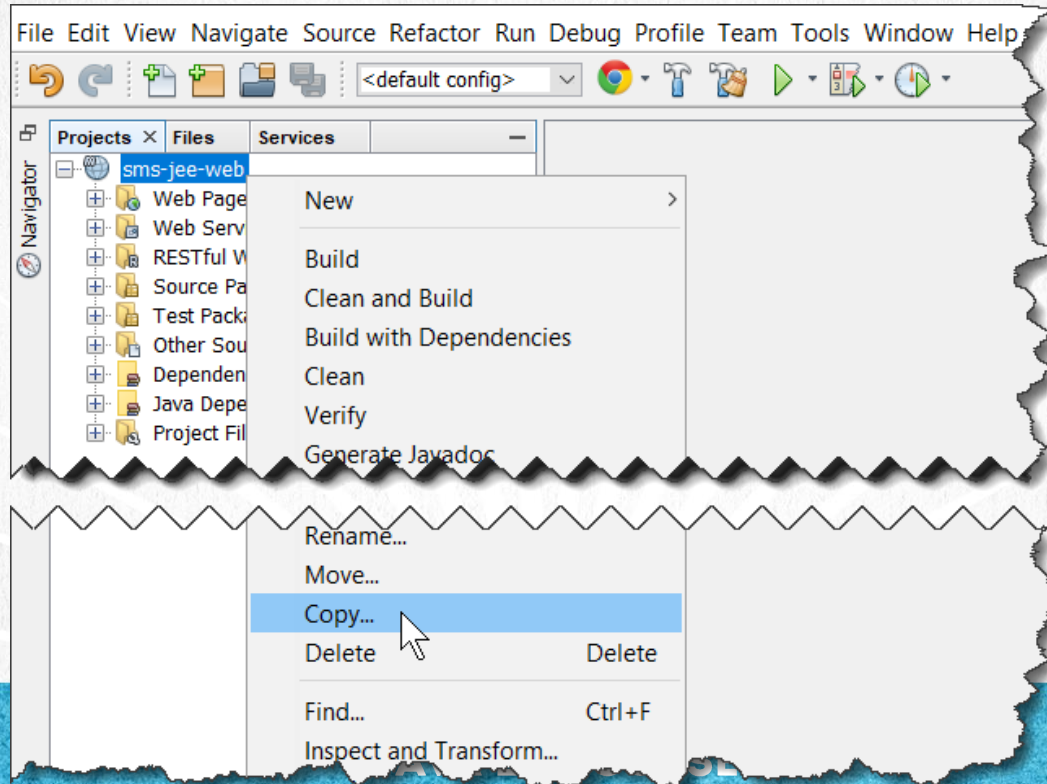 File Edit View Navigate Source Refactor Run Debug Profile Team Tools Window Help
<default config>
Projects Files Services
Navigator
sms-jee-web
Web Page
Web Serv
RESTful W
Source Pa
Test Packa
Other Sou
Dependen
Java Depe
Project Fil
New
Build
Clean and Build
Build with Dependencies
Clean
Verify
Generate Javadoc
Rename...
Move...
Copy...
Delete Delete
Find... Ctrl+F
Inspect and Transform...